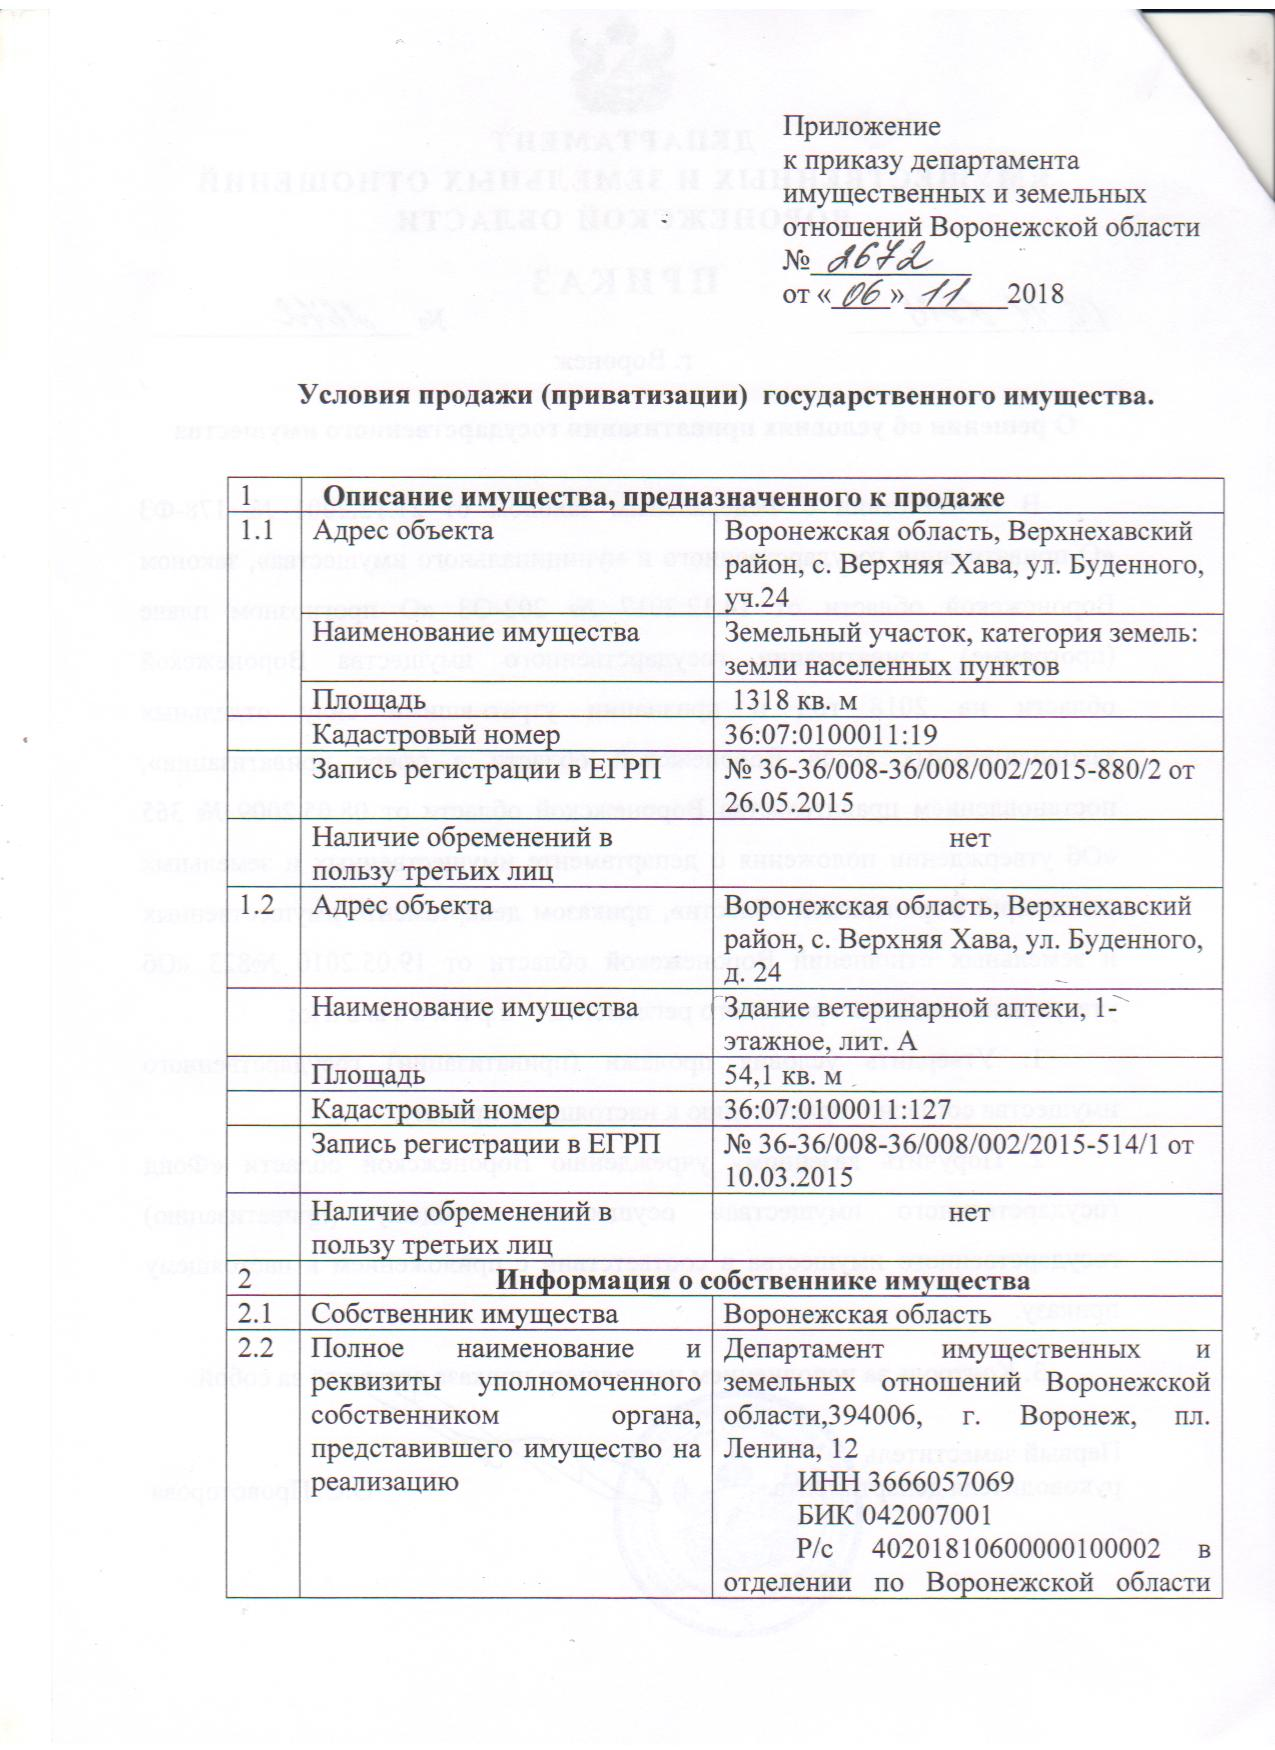 Приложение
к приказу департамента
имущественных и земельных
отношений Воронежской области
№ 2672
от «06» 11 2018
Условия продажи (приватизации) государственного имущества.
1 Описание имущества, предназначенного к продаже
1.1 Адрес объекта Воронежская область, Верхнехавский
район, с. Верхняя Хава, ул. Буденного,
уч.24
Наименование имущества Земельный участок, категория земель:
земли населенных пунктов
Площадь 1318 кв. м
Кадастровый номер 36:07:0100011:19
Запись регистрации в ЕГРП № 36-36/008-36/008/002/2015-880/2 от
26.05.2015
Наличие обременений в нет
пользу третьих лиц
1.2 Адрес объекта Воронежская область, Верхнехавский
район, с. Верхняя Хава, ул. Буденного,
д. 24
Наименование имущества Здание ветеринарной аптеки, 1-
этажное, лит. А
Площадь 54,1 кв. м
Кадастровый номер 36:07:0100011:127
Запись регистрации в ЕГРП № 36-36/008-36/008/002/2015-514/1 от
10.03.2015
Наличие обременений в нет
пользу третьих лиц
2 Информация о собственнике имущества
2.1 Собственник имущества Воронежская область
2.2 Полное наименование и Департамент имущественных и
реквизиты уполномоченного земельных отношений Воронежской
собственником органа, области,394006, г. Воронеж, пл.
представившего имущество на Ленина, 12
реализацию ИНН 3666057069
БИК 042007001
Р/с 40201810600000100002 в
отделении по Воронежской области